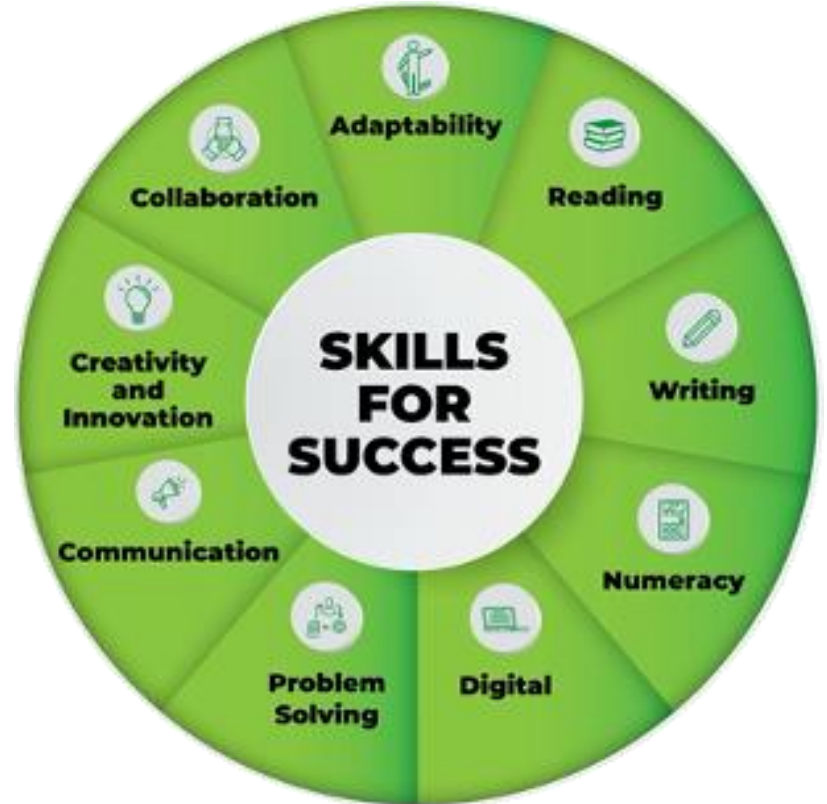 SKILLS
FOR
SUCCESS
Adaptability
Reading
Writing
Numeracy
Digital
Problem
Solving
Communication
Creativity
and
Innovation
Collaboration